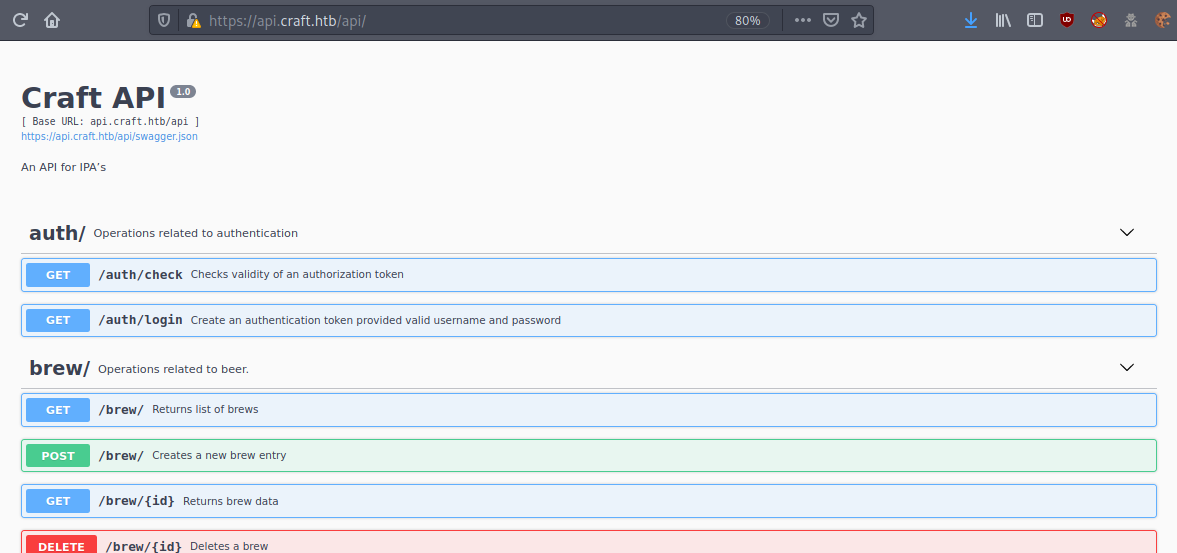 https://api.craft.htb/api/
80%
Craft API 1.0
[ Base URL: api.craft.htb/api ]
https://api.craft.htb/api/swagger.json
An API for IPA’s
auth/ Operations related to authentication
GET /auth/check Checks validity of an authorization token
GET /auth/login Create an authentication token provided valid username and password
brew/ Operations related to beer.
GET /brew/ Returns list of brews
POST /brew/ Creates a new brew entry
GET /brew/{id} Returns brew data
DELETE /brew/{id} Deletes a brew